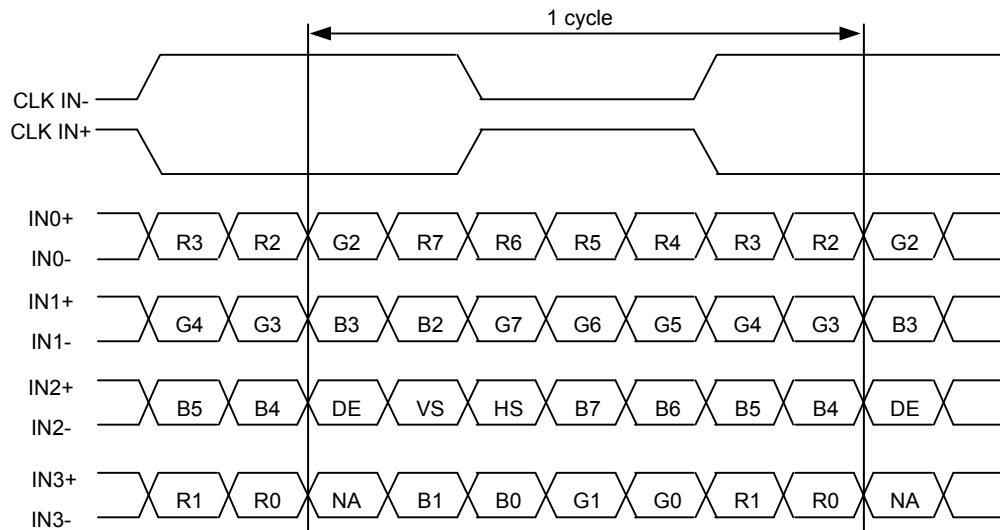 1 cycle
CLK IN-
CLK IN+
IN0+
R3 R2 G2 R7 R6 R5 R4 R3 R2 G2
IN0-
IN1+
G4 G3 B3 B2 G7 G6 G5 G4 G3 B3
IN1-
IN2+
B5 B4 DE VS HS B7 B6 B5 B4 DE
IN2-
IN3+
R1 R0 NA B1 B0 G1 G0 R1 R0 NA
IN3-